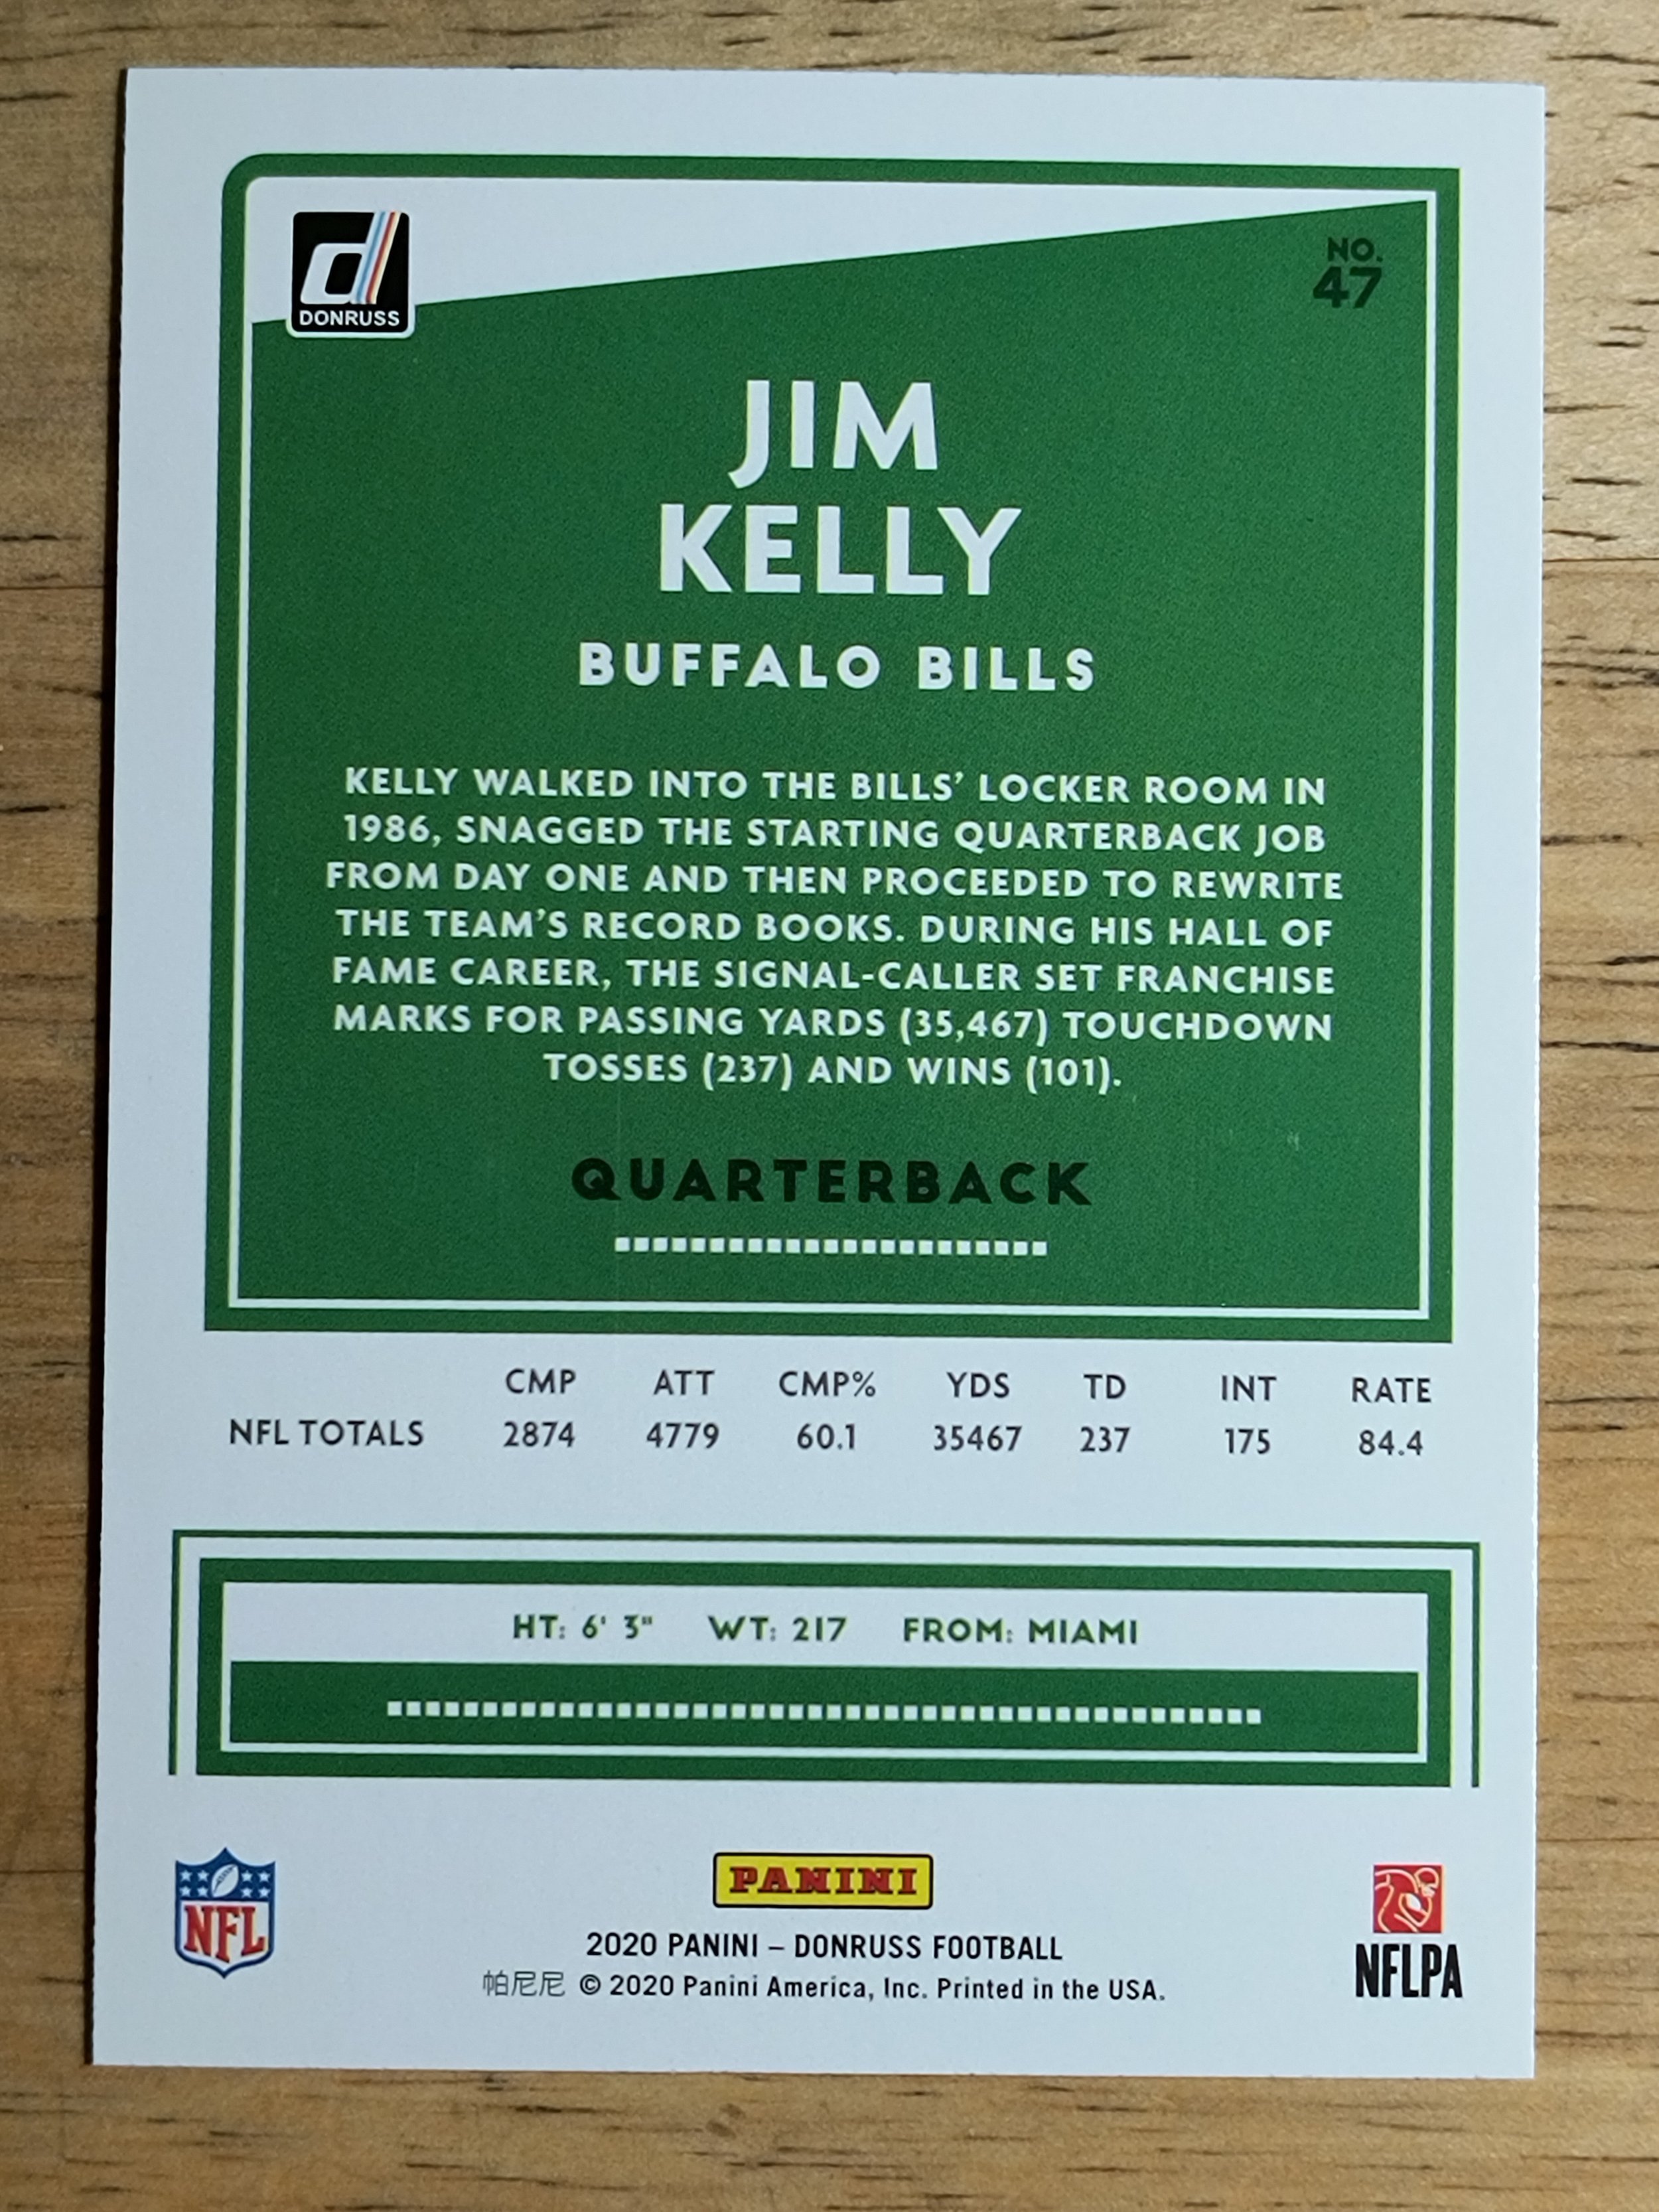 DONRUSS
NO.
47
JIM
KELLY
BUFFALO BILLS
KELLY WALKED INTO THE BILLS’ LOCKER ROOM IN
1986, SNAGGED THE STARTING QUARTERBACK JOB
FROM DAY ONE AND THEN PROCEEDED TO REWRITE
THE TEAM’S RECORD BOOKS. DURING HIS HALL OF
FAME CAREER, THE SIGNAL-CALLER SET FRANCHISE
MARKS FOR PASSING YARDS (35,467) TOUCHDOWN
TOSSES (237) AND WINS (101).
QUARTERBACK
CMP ATT CMP% YDS TD INT RATE
NFL TOTALS 2874 4779 60.1 35467 237 175 84.4
HT: 6' 3" WT: 217 FROM: MIAMI
NFL
PANINI
2020 PANINI – DONRUSS FOOTBALL
帕尼尼 © 2020 Panini America, Inc. Printed in the USA.
NFLPA